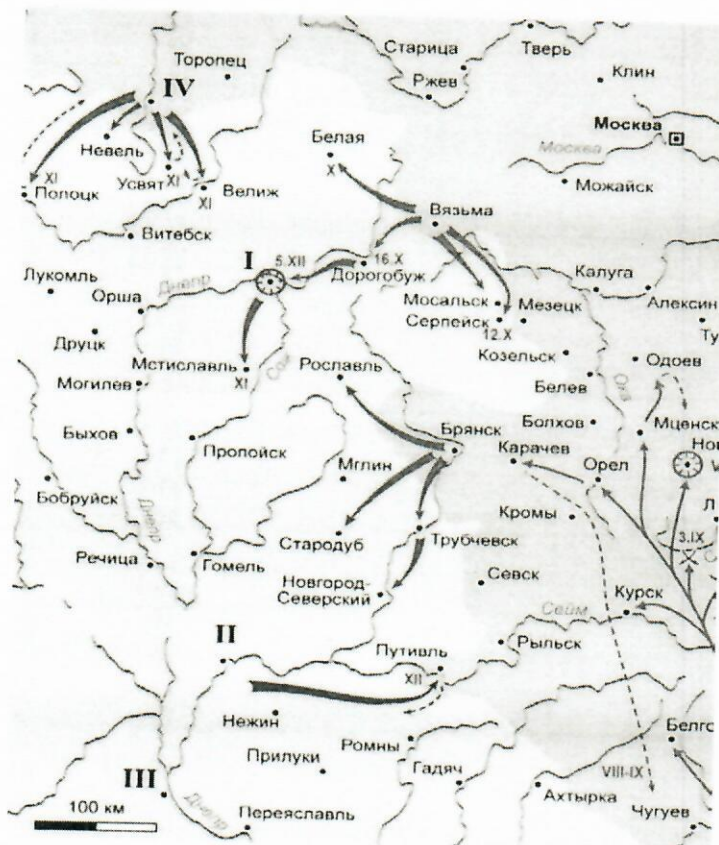 Торопец
Старица
Тверь
Ржев
Клин
IV
Москва
Москва
Белая
X
Невель
XI
Полоцк
Усвят
XI
Велиж
XI
Можайск
Вязьма
Витебск
I
5.XII
16.X
Дорогобуж
Лукомль
Днепр
Орша
Калуга
Мосальск
Мезецк
Алексин
Серпейск
12.X
Ту
Друцк
Козельск
Одоев
Мстиславль
XI
Сож
Рославль
Белев
Ока
Могилев
Мценск
Быхов
Пропойск
Брянск
Болхов
Нов
Карачев
Орел
V
Мглин
Бобруйск
Кромы
Л
Днепр
Стародуб
Трубчевск
3.IX
С
Речица
Гомель
Новгород-
Северский
Севск
Курск
Сейм
II
Путивль
Рыльск
XII
Нежин
Ромны
Белго
Прилуки
III
Гадяч
VIII-IX
100 км
Днепр
Переяславль
Ахтырка
Чугуев